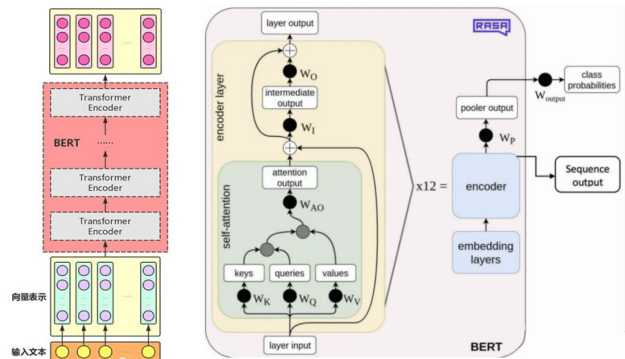 Transformer
Encoder
BERT
......
Transformer
Encoder
Transformer
Encoder
向量表示
输入文本
layer output
encoder layer
W_O
intermediate
output
W_I
self-attention
attention
output
W_AO
keys
queries
values
W_K
W_Q
W_V
layer input
RASA
x12 =
class
probabilities
W_output
pooler output
W_P
encoder
Sequence
output
embedding
layers
BERT